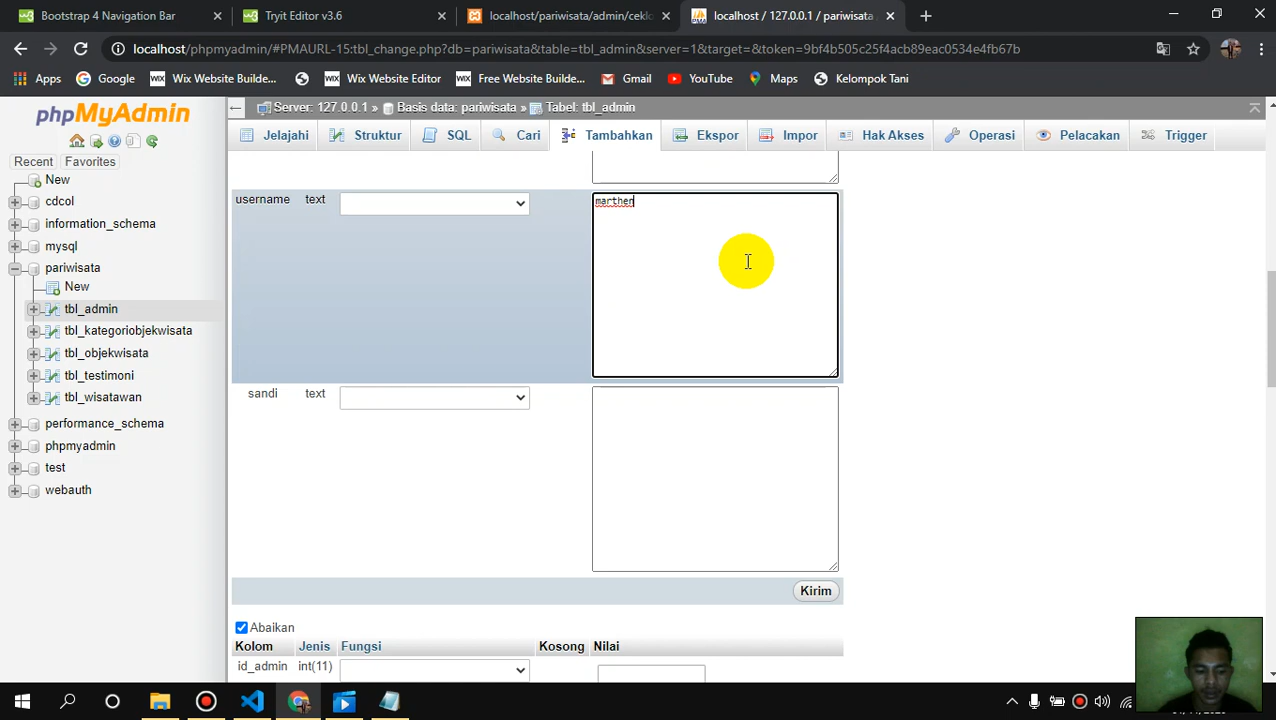 Bootstrap 4 Navigation Bar
Tryit Editor v3.6
localhost/pariwisata/admin/ceklo
localhost / 127.0.0.1 / pariwisata
localhost/phpmyadmin/#PMAURL-15:tbl_change.php?db=pariwisata&table=tbl_admin&server=1&target=&token=9bf4b505c25f4acb89eac0534e4fb67b
Apps
Google
Wix Website Builde...
Wix Website Editor
Free Website Builde...
Gmail
YouTube
Maps
Kelompok Tani
phpMyAdmin
Recent
Favorites
New
cdcol
information_schema
mysql
pariwisata
New
tbl_admin
tbl_kategoriobjekwisata
tbl_objekwisata
tbl_testimoni
tbl_wisatawan
performance_schema
phpmyadmin
test
webauth
Server: 127.0.0.1 » Basis data: pariwisata » Tabel: tbl_admin
Jelajahi
Struktur
SQL
Cari
Tambahkan
Ekspor
Impor
Hak Akses
Operasi
Pelacakan
Trigger
username text
marthen
sandi text
Kirim
Abaikan
Kolom Jenis Fungsi Kosong Nilai
id_admin int(11)